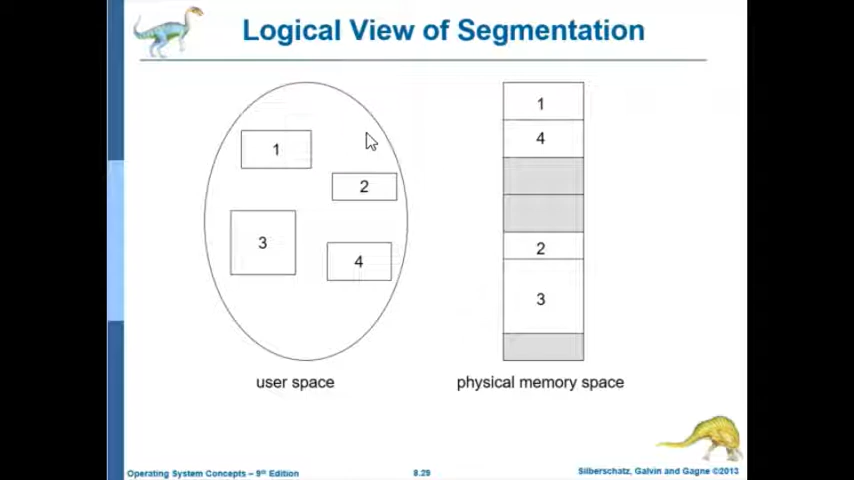 Logical View of Segmentation
1
2
3
4
1
4
2
3
user space
physical memory space
Operating System Concepts – 9th Edition
8.29
Silberschatz, Galvin and Gagne ©2013